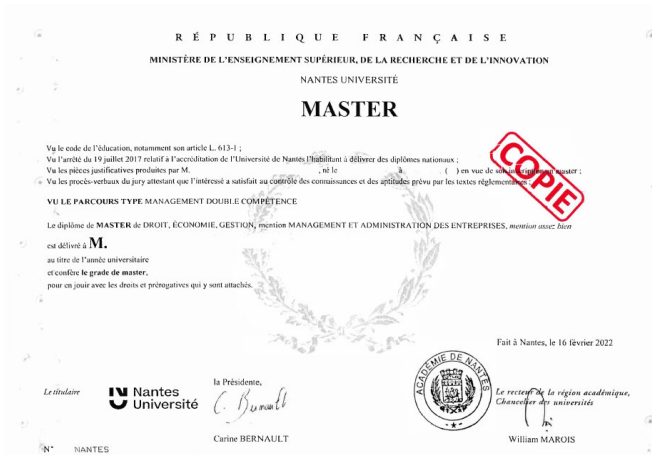 RÉPUBLIQUE FRANÇAISE
MINISTÈRE DE L'ENSEIGNEMENT SUPÉRIEUR, DE LA RECHERCHE ET DE L'INNOVATION
NANTES UNIVERSITÉ
MASTER
Vu le code de l'éducation, notamment son article L. 613-1 ;
Vu l'arrêté du 19 juillet 2017 relatif à l'accréditation de l'Université de Nantes l'habilitant à délivrer des diplômes nationaux ;
Vu les pièces justificatives produites par M. , né le à ( ) en vue de son inscription en master ;
Vu les procès-verbaux du jury attestant que l'intéressé a satisfait au contrôle des connaissances et des aptitudes prévu par les textes réglementaires ;
COPIE
VU LE PARCOURS TYPE MANAGEMENT DOUBLE COMPÉTENCE
Le diplôme de MASTER de DROIT, ÉCONOMIE, GESTION, mention MANAGEMENT ET ADMINISTRATION DES ENTREPRISES, mention assez bien
est délivré à M.
au titre de l'année universitaire
et confère le grade de master,
pour en jouir avec les droits et prérogatives qui y sont attachés.
Fait à Nantes, le 16 février 2022
Le titulaire
Nantes
Université
la Présidente,
C. Bernault
Carine BERNAULT
ACADÉMIE DE NANTES
Le recteur de la région académique,
Chancelier des universités
William MAROIS
N° NANTES